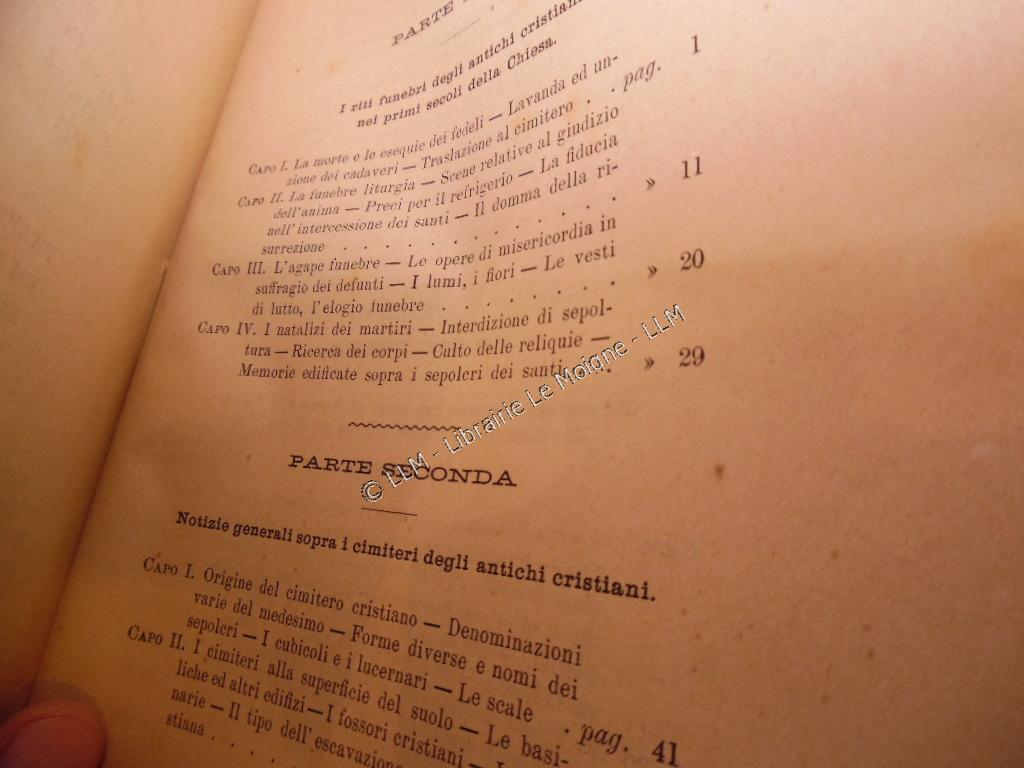 PARTE
I riti funebri degli antichi cristiani
nei primi secoli della Chiesa.
CAPO I. La morte e le esequie dei fedeli — Lavanda ed un-
zione dei cadaveri — Traslazione al cimitero . . pag. 1
CAPO II. La funebre liturgia — Scene relative al giudizio
dell'anima — Preci per il refrigerio — La fiducia
nell'intercessione dei santi — Il domma della ri-
surrezione . . . . . . . . . . » 11
CAPO III. L'agape funebre — Le opere di misericordia in
suffragio dei defunti — I lumi, i fiori — Le vesti
di lutto, l'elogio funebre . . . . . . . » 20
CAPO IV. I natalizi dei martiri — Interdizione di sepol-
tura — Ricerca dei corpi — Culto delle reliquie —
Memorie edificate sopra i sepolcri dei santi . . » 29
PARTE SECONDA
Notizie generali sopra i cimiteri degli antichi cristiani.
CAPO I. Origine del cimitero cristiano — Denominazioni
varie del medesimo — Forme diverse e nomi dei
sepolcri — I cubicoli e i lucernari — Le scale . pag. 41
CAPO II. I cimiteri alla superficie del suolo — Le basi-
liche ed altri edifizi — I fossori cristiani —
narie — Il tipo dell'escavazione
stiana . . .
© LLM - Librairie Le Moigne - LLM